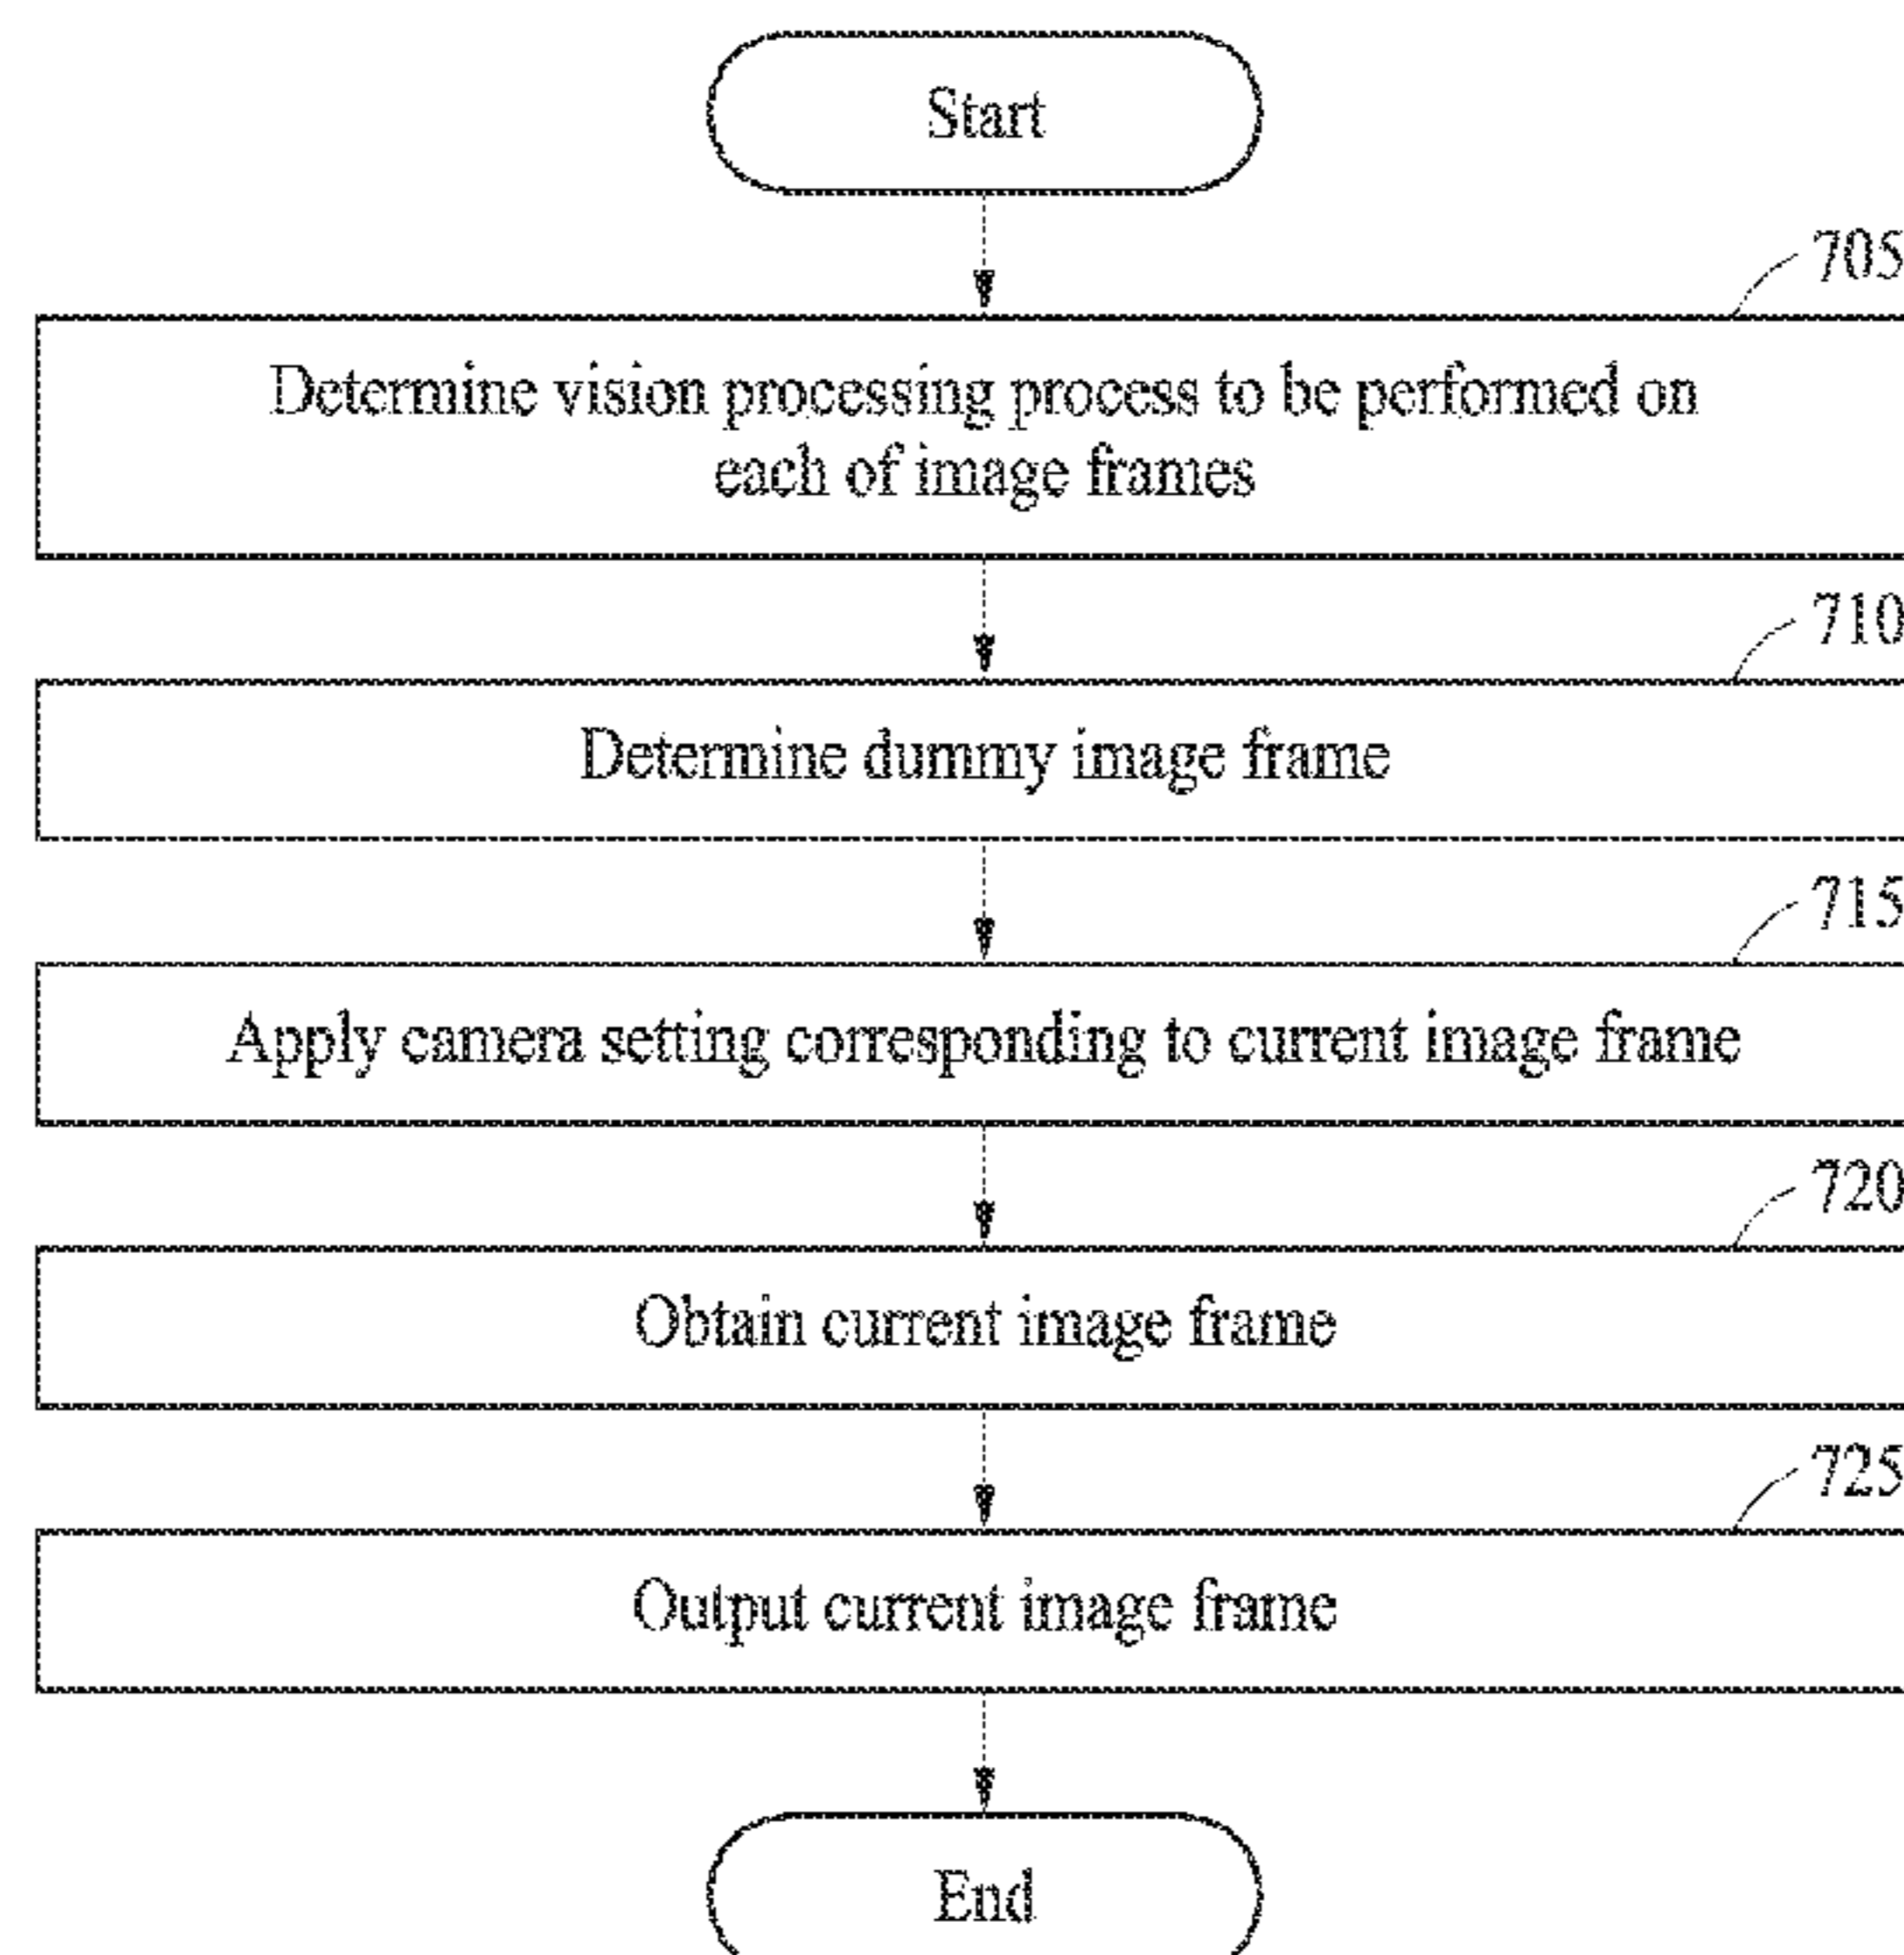 Start
705
Determine vision processing process to be performed on
each of image frames
710
Determine dummy image frame
715
Apply camera setting corresponding to current image frame
720
Obtain current image frame
725
Output current image frame
End